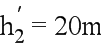 h₂′ = 20m